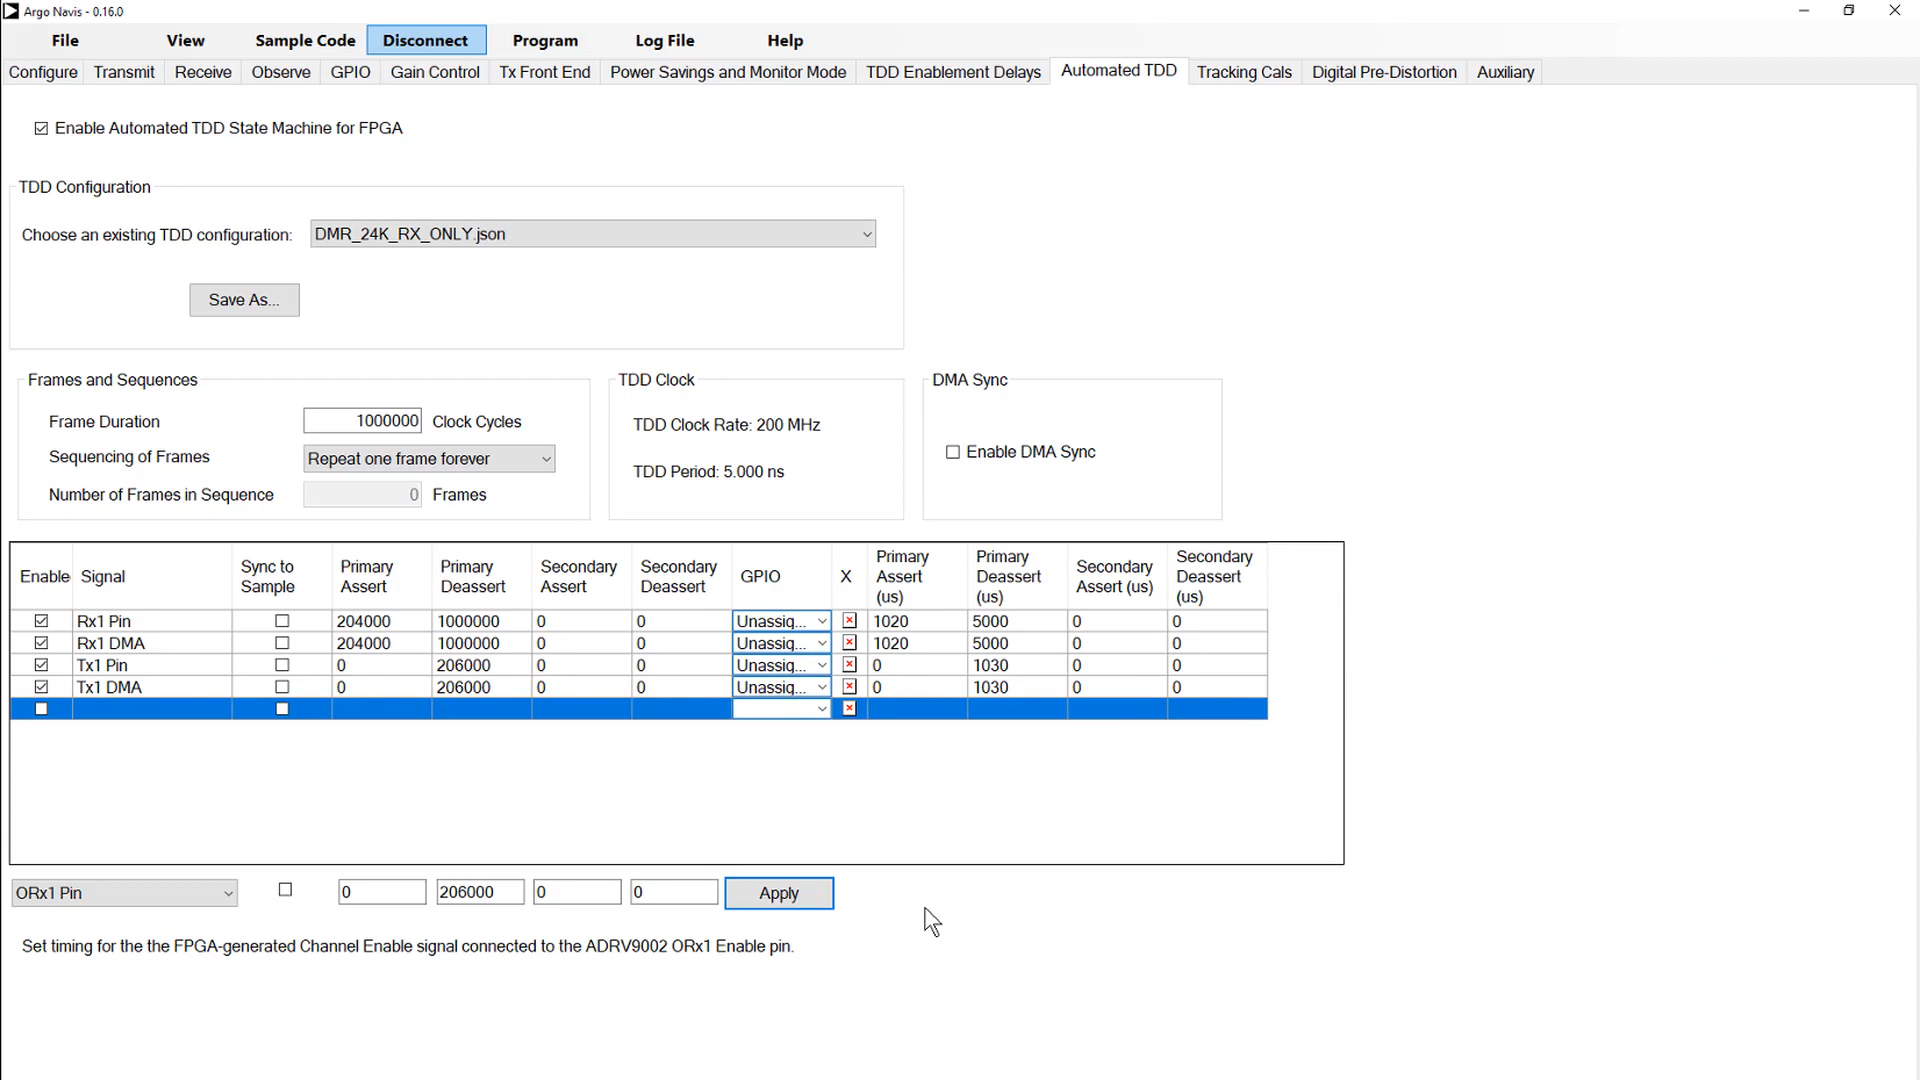 Argo Navis - 0.16.0
File View Sample Code Disconnect Program Log File Help
Configure Transmit Receive Observe GPIO Gain Control Tx Front End Power Savings and Monitor Mode TDD Enablement Delays Automated TDD Tracking Cals Digital Pre-Distortion Auxiliary
Enable Automated TDD State Machine for FPGA
TDD Configuration
Choose an existing TDD configuration: DMR_24K_RX_ONLY.json
Save As...
Frames and Sequences
Frame Duration 1000000 Clock Cycles
Sequencing of Frames Repeat one frame forever
Number of Frames in Sequence 0 Frames
TDD Clock
TDD Clock Rate: 200 MHz
TDD Period: 5.000 ns
DMA Sync
Enable DMA Sync
Enable Signal Sync to Sample Primary Assert Primary Deassert Secondary Assert Secondary Deassert GPIO X Primary Assert (us) Primary Deassert (us) Secondary Assert (us) Secondary Deassert (us)
Rx1 Pin 204000 1000000 0 0 Unassig... 1020 5000 0 0
Rx1 DMA 204000 1000000 0 0 Unassig... 1020 5000 0 0
Tx1 Pin 0 206000 0 0 Unassig... 0 1030 0 0
Tx1 DMA 0 206000 0 0 Unassig... 0 1030 0 0
ORx1 Pin 0 206000 0 0 Apply
Set timing for the the FPGA-generated Channel Enable signal connected to the ADRV9002 ORx1 Enable pin.